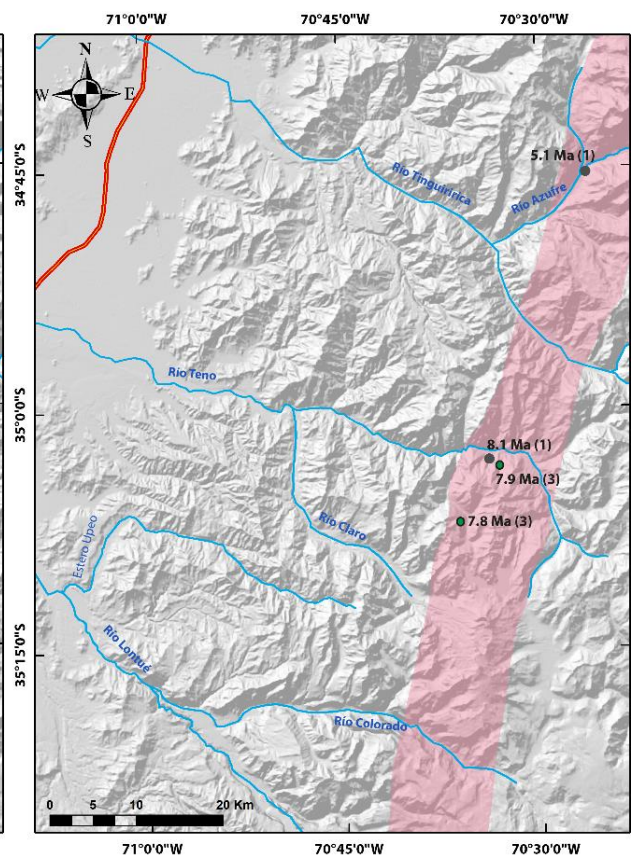 71°0'0"W
70°45'0"W
70°30'0"W
N
W
E
S
34°45'0"S
5.1 Ma (1)
Río Tinguiririca
Río Azufre
Río Teno
35°0'0"S
8.1 Ma (1)
7.9 Ma (3)
7.8 Ma (3)
Río Claro
Estero Upeo
35°15'0"S
Río Lontué
Río Colorado
0 5 10 20 Km
71°0'0"W
70°45'0"W
70°30'0"W